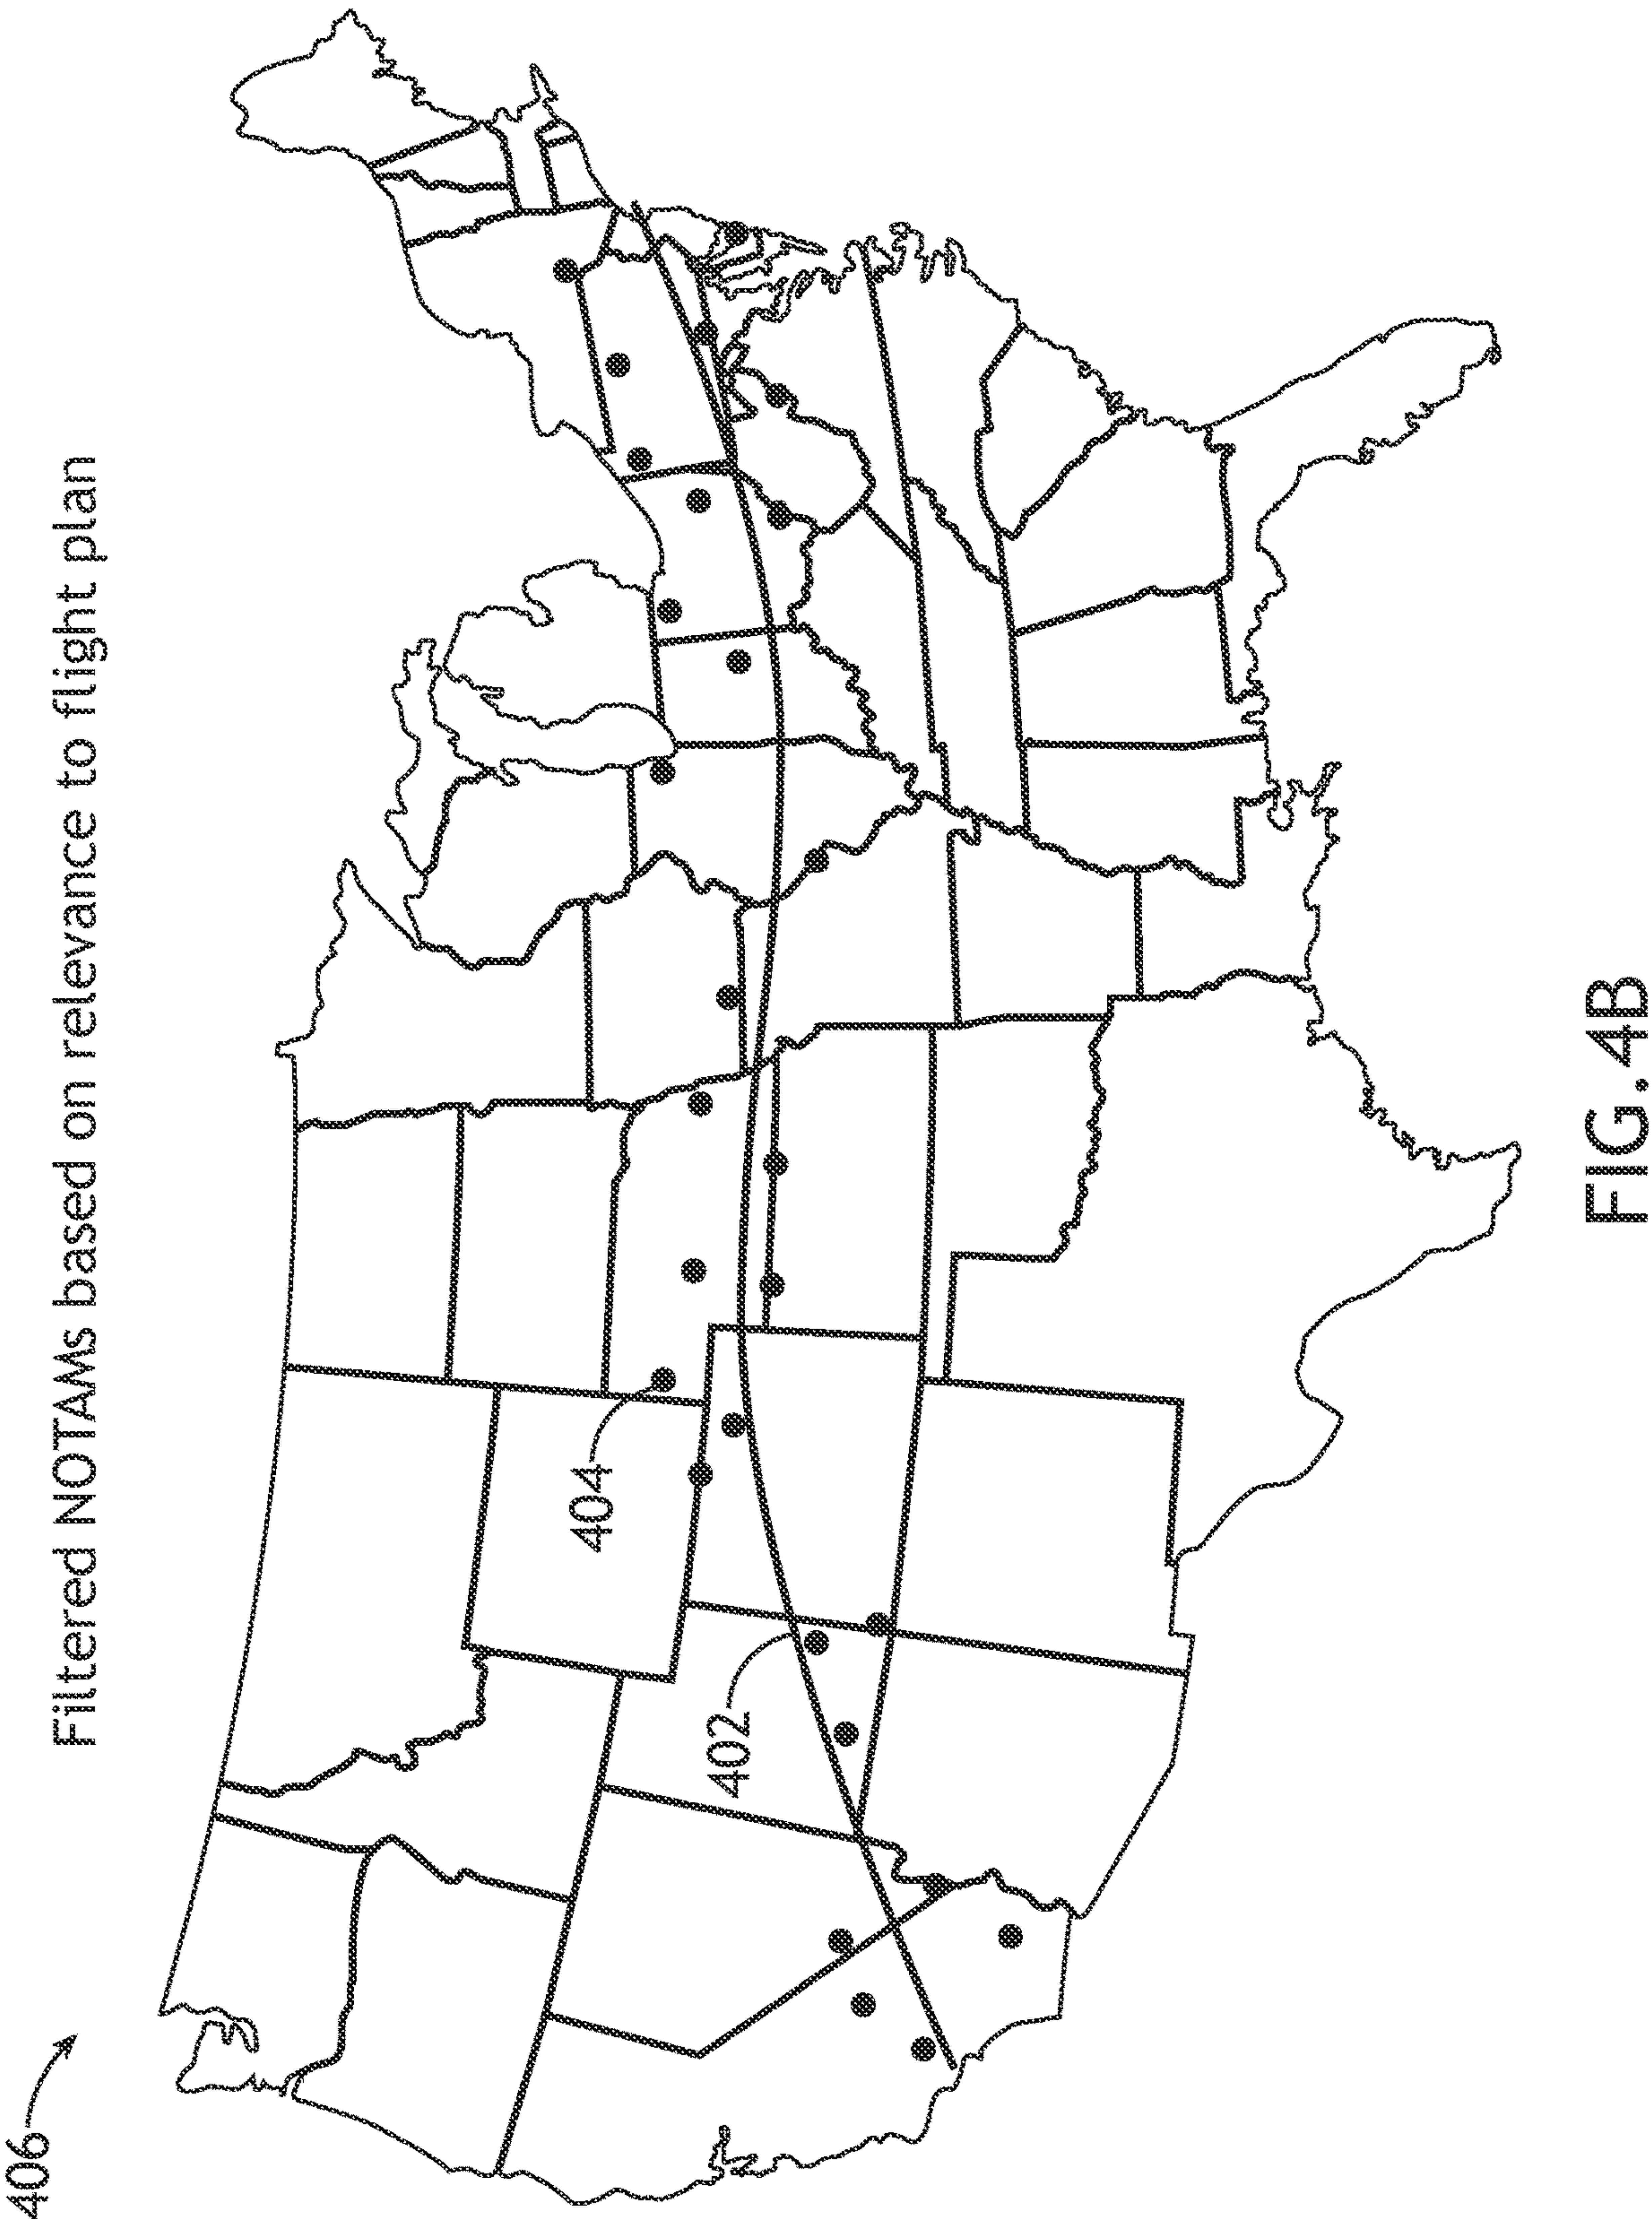 406
Filtered NOTAMs based on relevance to flight plan
404
402
FIG.4B